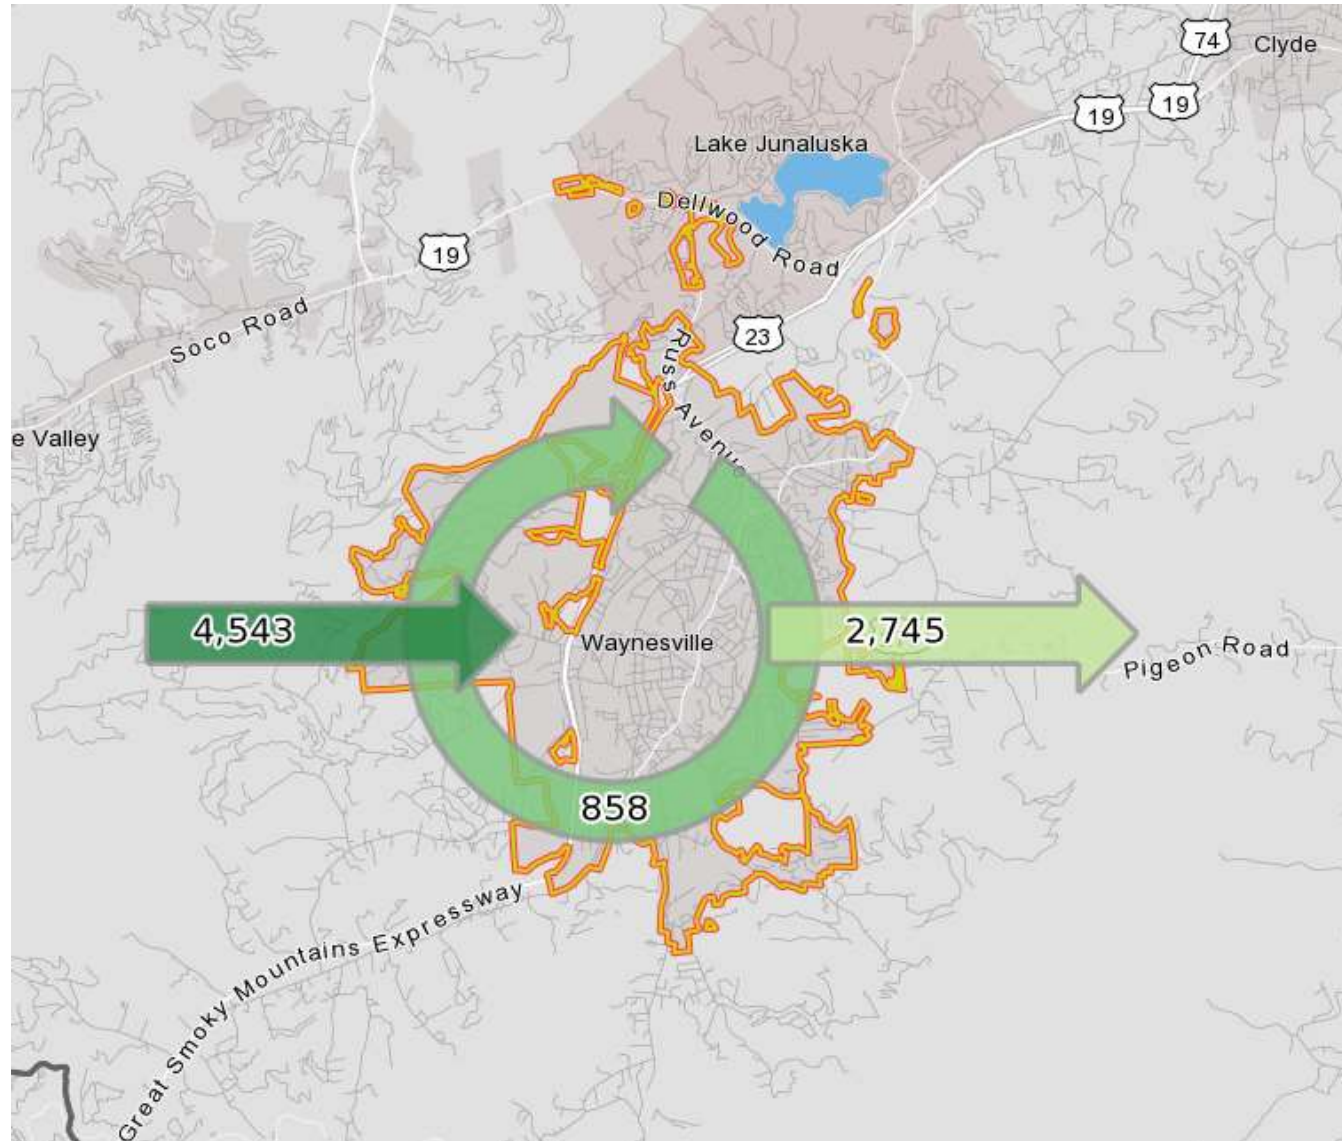 74
Clyde
19
19
Lake Junaluska
Dellwood Road
19
Soco Road
23
Russ Avenue
e Valley
4,543
2,745
Waynesville
Pigeon Road
858
Great Smoky Mountains Expressway